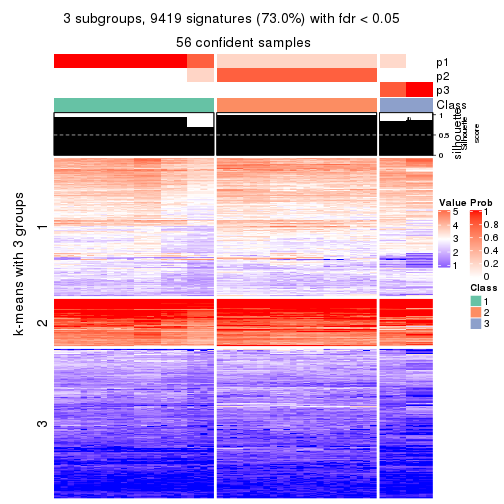 3 subgroups, 9419 signatures (73.0%) with fdr < 0.05
56 confident samples
p1
p2
p3
Class
1
0.5
0
silhouette
Silhouette
score
k-means with 3 groups
1
2
3
Value
5
4
3
2
1
Prob
1
0.8
0.6
0.4
0.2
0
Class
1
2
3